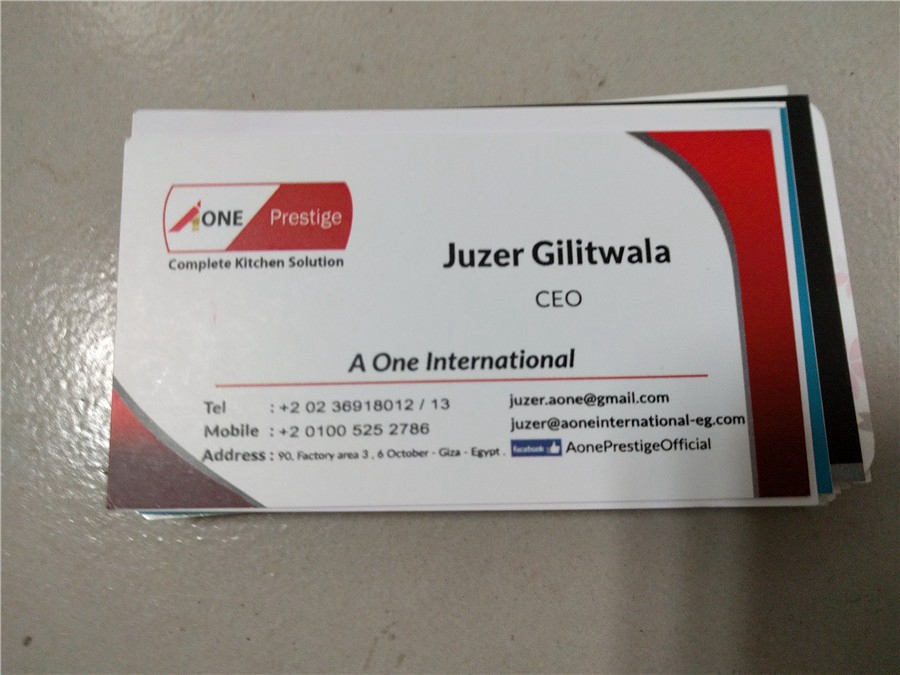 AONE Prestige
Complete Kitchen Solution
Juzer Gilitwala
CEO
A One International
Tel : +2 02 36918012 / 13
Mobile : +2 0100 525 2786
Address : 90, Factory area 3 , 6 October - Giza - Egypt .
juzer.aone@gmail.com
juzer@aoneinternational-eg.com
facebook AonePrestigeOfficial